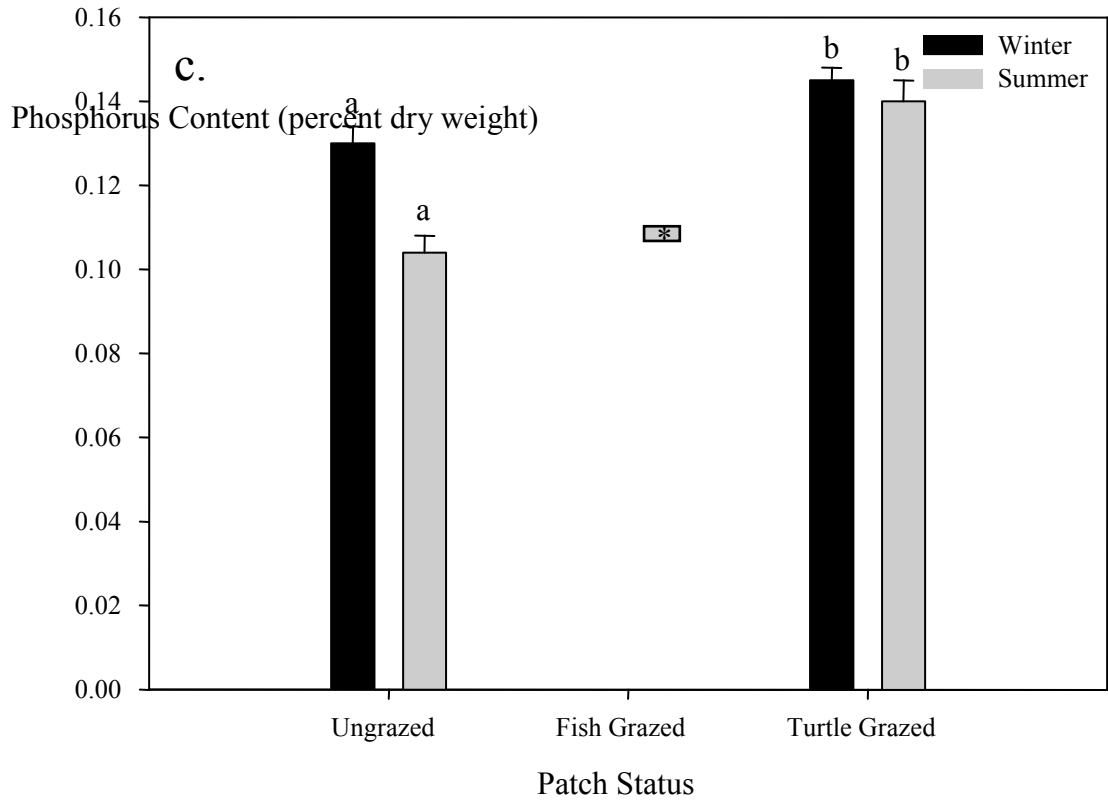 0.16
c.
b
b
Winter
Summer
0.14
Phosphorus Content (percent dry weight)
a
0.12
a
*
0.10
0.08
0.06
0.04
0.02
0.00
Ungrazed
Fish Grazed
Turtle Grazed
Patch Status